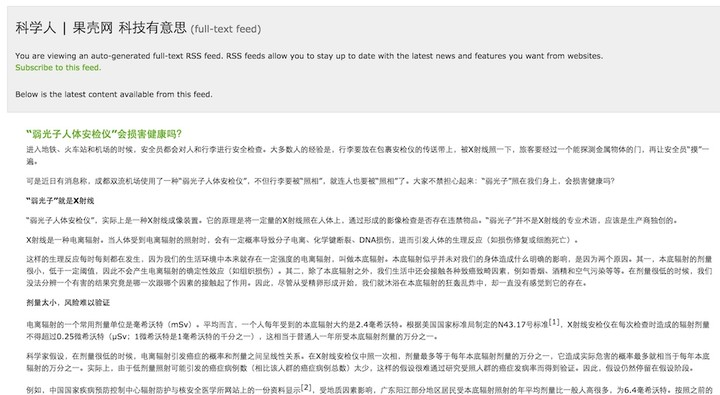 科学人 | 果壳网 科技有意思 (full-text feed)
You are viewing an auto-generated full-text RSS feed. RSS feeds allow you to stay up to date with the latest news and features you want from websites.
Subscribe to this feed.
Below is the latest content available from this feed.
“弱光子人体安检仪”会损害健康吗?
进入地铁、火车站和机场的时候，安全员都会对人和行李进行安全检查。大多数人的经验是，行李要放在包裹安检仪的传送带上，被X射线照一下，旅客要经过一个能探测金属物体的门，再让安全员“摸”一
遍。
可是近日有消息称，成都双流机场使用了一种“弱光子人体安检仪”，不但行李要被“照相”，就连人也要被“照相”了。大家不禁担心起来：“弱光子”照在我们身上，会损害健康吗？
“弱光子”就是X射线
“弱光子人体安检仪”，实际上是一种X射线成像装置。它的原理是将一定量的X射线照在人体上，通过形成的影像检查是否存在违禁物品。“弱光子”并不是X射线的专业术语，应该是生产商独创的。
X射线是一种电离辐射。当人体受到电离辐射的照射时，会有一定概率导致分子电离、化学键断裂、DNA损伤，进而引发人体的生理反应（如损伤修复或细胞死亡）。
这样的生理反应每时每刻都在发生，因为我们的生活环境中本来就存在一定强度的电离辐射，叫做本底辐射。本底辐射似乎并未对我们的身体造成什么明确的影响，是因为两个原因。其一，本底辐射的剂量
很小，低于一定阈值，因此不会产生电离辐射的确定性效应（如组织损伤）。其二，除了本底辐射之外，我们生活中还会接触各种致癌致畸因素，例如香烟、酒精和空气污染等等。在剂量很低的时候，我们
没法分辨一个有害的结果究竟是哪一次跟哪个因素的接触起了作用。因此，尽管从受精卵形成开始，我们就沐浴在本底辐射的狂轰乱炸中，却一直没有感觉到它的存在。
剂量太小，风险难以验证
电离辐射的一个常用剂量单位是毫希沃特（mSv）。平均而言，一个人每年受到的本底辐射大约是2.4毫希沃特。根据美国国家标准局制定的N43.17号标准[1]，X射线安检仪在每次检查时造成的辐射剂量
不得超过0.25微希沃特（μSv；1微希沃特是1毫希沃特的千分之一），这相当于普通人一年所受本底辐射剂量的万分之一。
科学家假设，在剂量很低的时候，电离辐射引发癌症的概率和剂量之间呈线性关系。在X射线安检仪中照一次相，剂量最多等于每年本底辐射剂量的万分之一，它造成实际危害的概率最多就相当于每年本底
辐射的万分之一。实际上，由于低剂量照射可能引发的癌症病例数（相比该人群的癌症病例总数）太少，这样的假设很难通过研究受照人群的癌症发病率而得到验证。因此，假设仍然停留在假设阶段。
例如，中国国家疾病预防控制中心辐射防护与核安全医学所网站上的一份资料显示[2]，受地质因素影响，广东阳江部分地区居民受本底辐射照射的年平均剂量比一般人高很多，为6.4毫希沃特。按照之前的